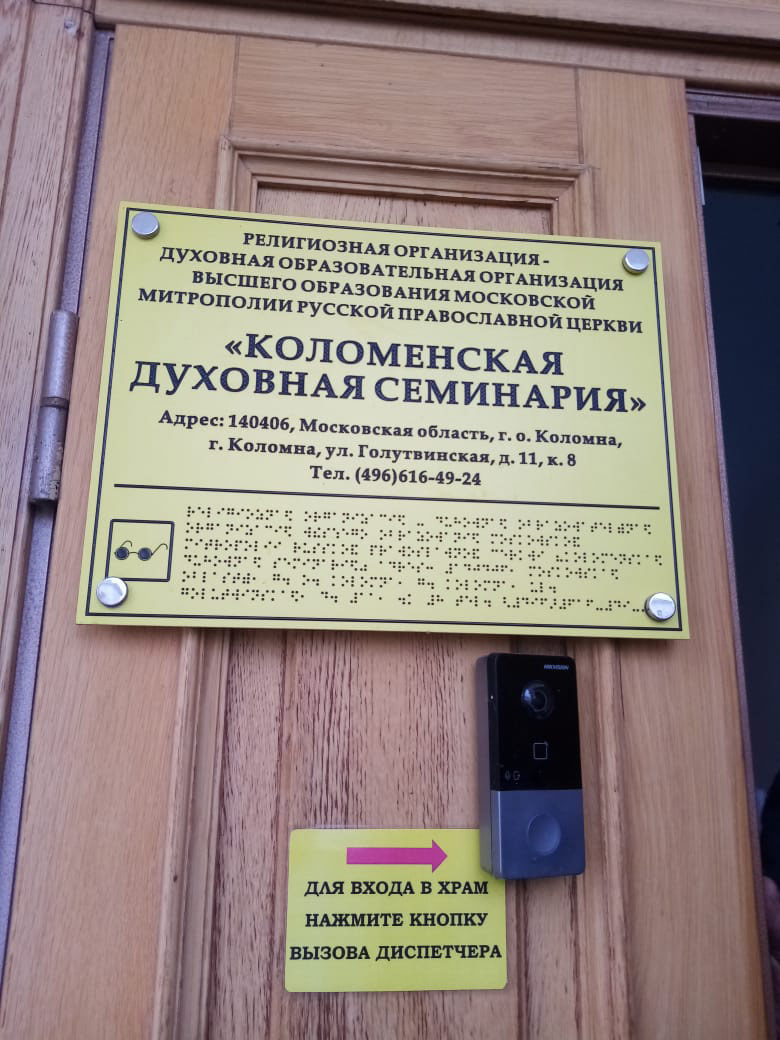 РЕЛИГИОЗНАЯ ОРГАНИЗАЦИЯ -
ДУХОВНАЯ ОБРАЗОВАТЕЛЬНАЯ ОРГАНИЗАЦИЯ
ВЫСШЕГО ОБРАЗОВАНИЯ МОСКОВСКОЙ
МИТРОПОЛИИ РУССКОЙ ПРАВОСЛАВНОЙ ЦЕРКВИ
«КОЛОМЕНСКАЯ
ДУХОВНАЯ СЕМИНАРИЯ»
Адрес: 140406, Московская область, г. о. Коломна,
г. Коломна, ул. Голутвинская, д. 11, к. 8
Тел. (496)616-49-24
HIKVISION
ДЛЯ ВХОДА В ХРАМ
НАЖМИТЕ КНОПКУ
ВЫЗОВА ДИСПЕТЧЕРА